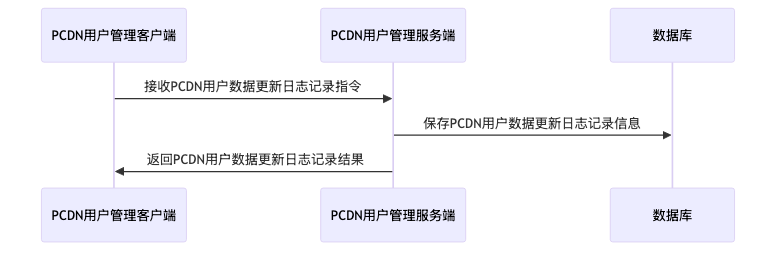 PCDN用户管理客户端
PCDN用户管理服务端
数据库
接收PCDN用户数据更新日志记录指令
保存PCDN用户数据更新日志记录信息
返回PCDN用户数据更新日志记录结果
PCDN用户管理客户端
PCDN用户管理服务端
数据库